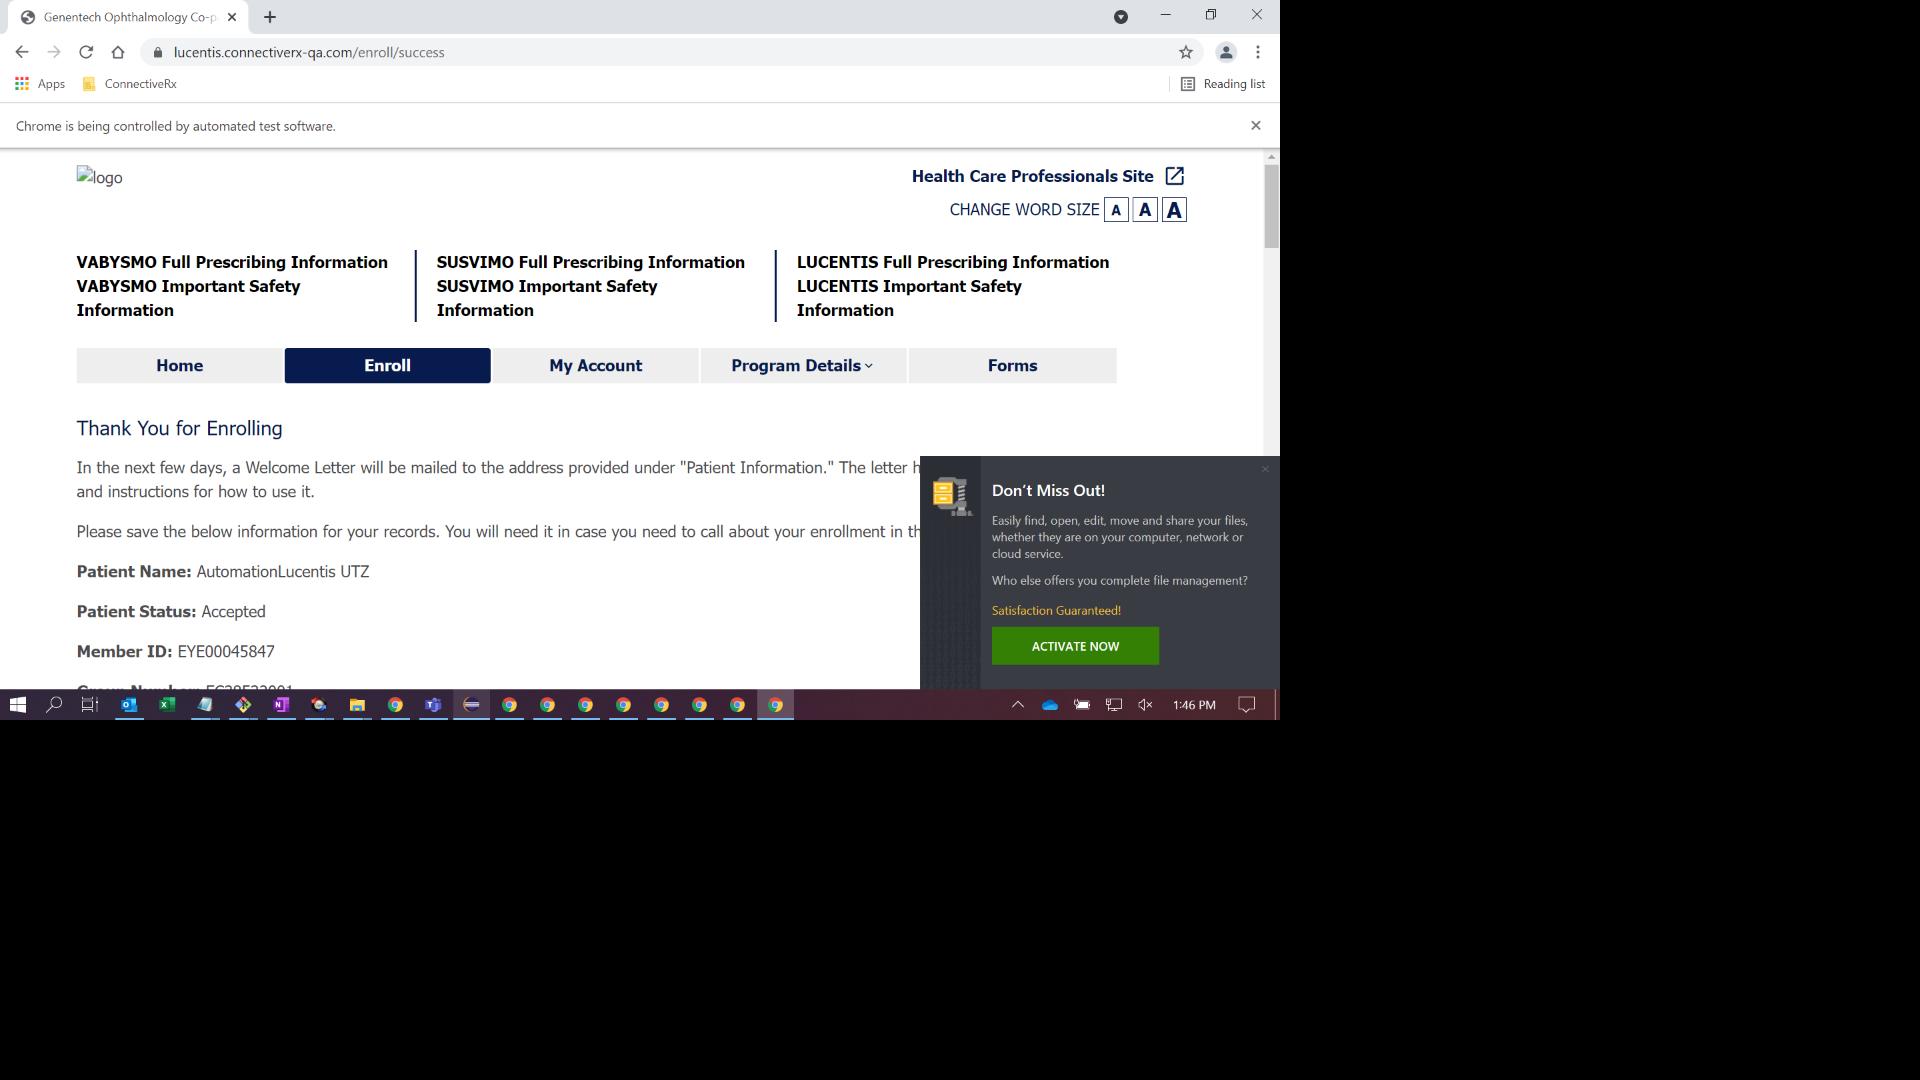 Genentech Ophthalmology Co-p
lucentis.connectiverx-qa.com/enroll/success
Apps
ConnectiveRx
Reading list
Chrome is being controlled by automated test software.
logo
Health Care Professionals Site
CHANGE WORD SIZE A A A
VABYSMO Full Prescribing Information
VABYSMO Important Safety
Information
SUSVIMO Full Prescribing Information
SUSVIMO Important Safety
Information
LUCENTIS Full Prescribing Information
LUCENTIS Important Safety
Information
Home
Enroll
My Account
Program Details
Forms
Thank You for Enrolling
In the next few days, a Welcome Letter will be mailed to the address provided under "Patient Information." The letter h
and instructions for how to use it.
Please save the below information for your records. You will need it in case you need to call about your enrollment in th
Patient Name: AutomationLucentis UTZ
Patient Status: Accepted
Member ID: EYE00045847
Don't Miss Out!
Easily find, open, edit, move and share your files,
whether they are on your computer, network or
cloud service.
Who else offers you complete file management?
Satisfaction Guaranteed!
ACTIVATE NOW
1:46 PM